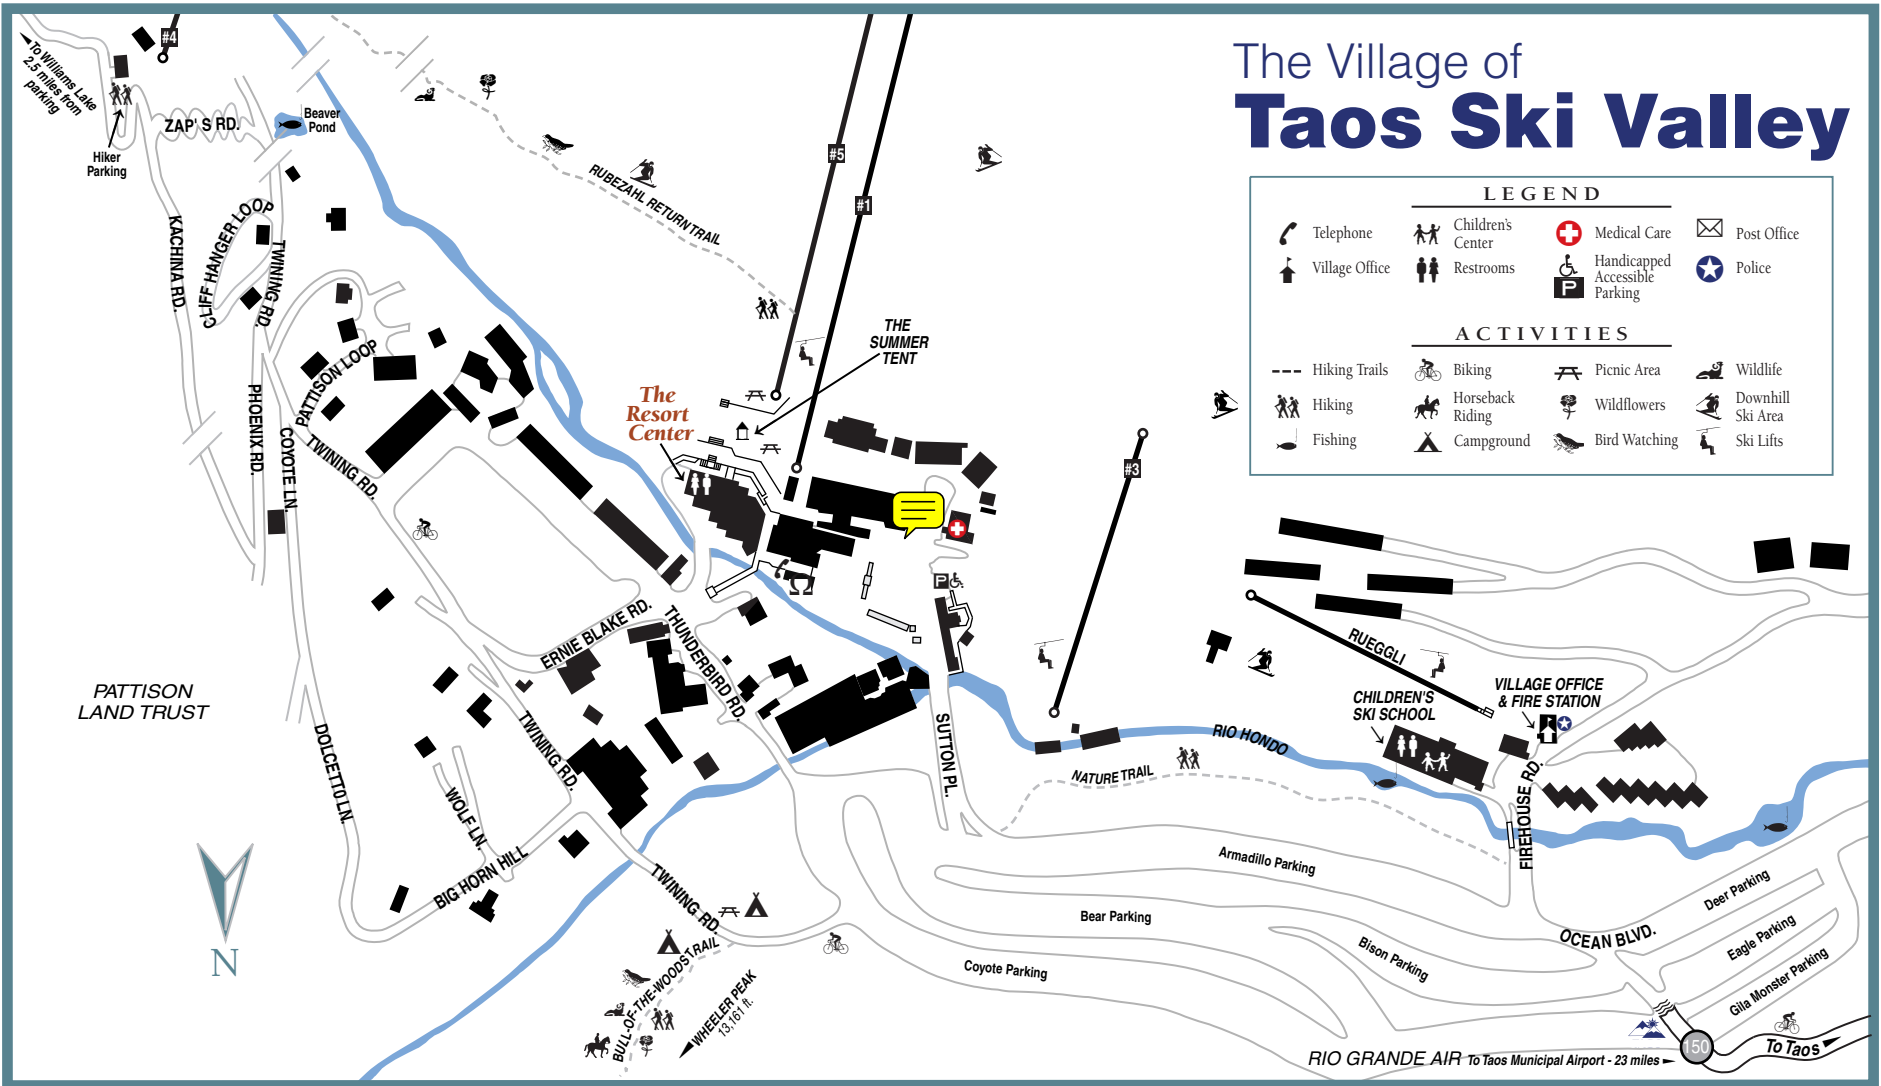 The Village of
Taos Ski Valley
LEGEND
Telephone
Children's
Center
Medical Care
Post Office
Village Office
Restrooms
Handicapped
Accessible
Parking
Police
P
ACTIVITIES
Hiking Trails
Biking
Picnic Area
Wildlife
Hiking
Horseback
Riding
Wildflowers
Downhill
Ski Area
Fishing
Campground
Bird Watching
Ski Lifts
#4
To Williams Lake
2.5 miles from
parking
ZAP' S RD.
Beaver
Pond
Hiker
Parking
KACHINA RD.
CLIFF HANGER LOOP
TWINING RD.
RUBEZAHL RETURN TRAIL
#5
#1
THE
SUMMER
TENT
The
Resort
Center
PATTISON LOOP
PHOENIX RD.
COYOTE LN.
TWINING RD.
#3
P
ERNIE BLAKE RD.
THUNDERBIRD RD.
RUEGGLI
VILLAGE OFFICE
& FIRE STATION
CHILDREN'S
SKI SCHOOL
PATTISON
LAND TRUST
DOLCETTO LN.
TWINING RD.
WOLF LN.
SUTTON PL.
RIO HONDO
NATURE TRAIL
FIREHOUSE RD.
BIG HORN HILL
TWINING RD.
Armadillo Parking
Bear Parking
Coyote Parking
Bison Parking
OCEAN BLVD.
Deer Parking
Eagle Parking
Gila Monster Parking
N
BULL-OF-THE-WOODS TRAIL
WHEELER PEAK
13,161 ft.
RIO GRANDE AIR To Taos Municipal Airport - 23 miles
150
To Taos